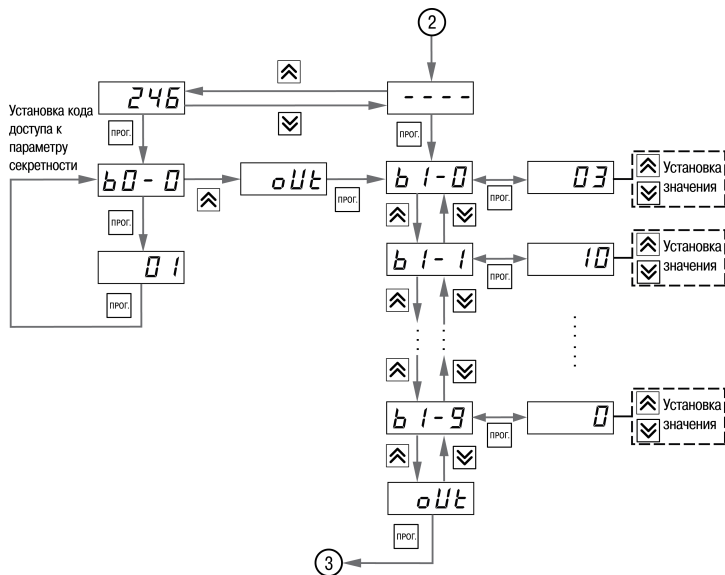 2
246
- - - -
Установка кода
доступа к
параметру
секретности
ПРОГ.
ПРОГ.
b0-0
oUt
ПРОГ.
b1-0
ПРОГ.
03
Установка
значения
ПРОГ.
01
b1-1
ПРОГ.
10
Установка
значения
ПРОГ.
b1-9
ПРОГ.
0
Установка
значения
oUt
ПРОГ.
3